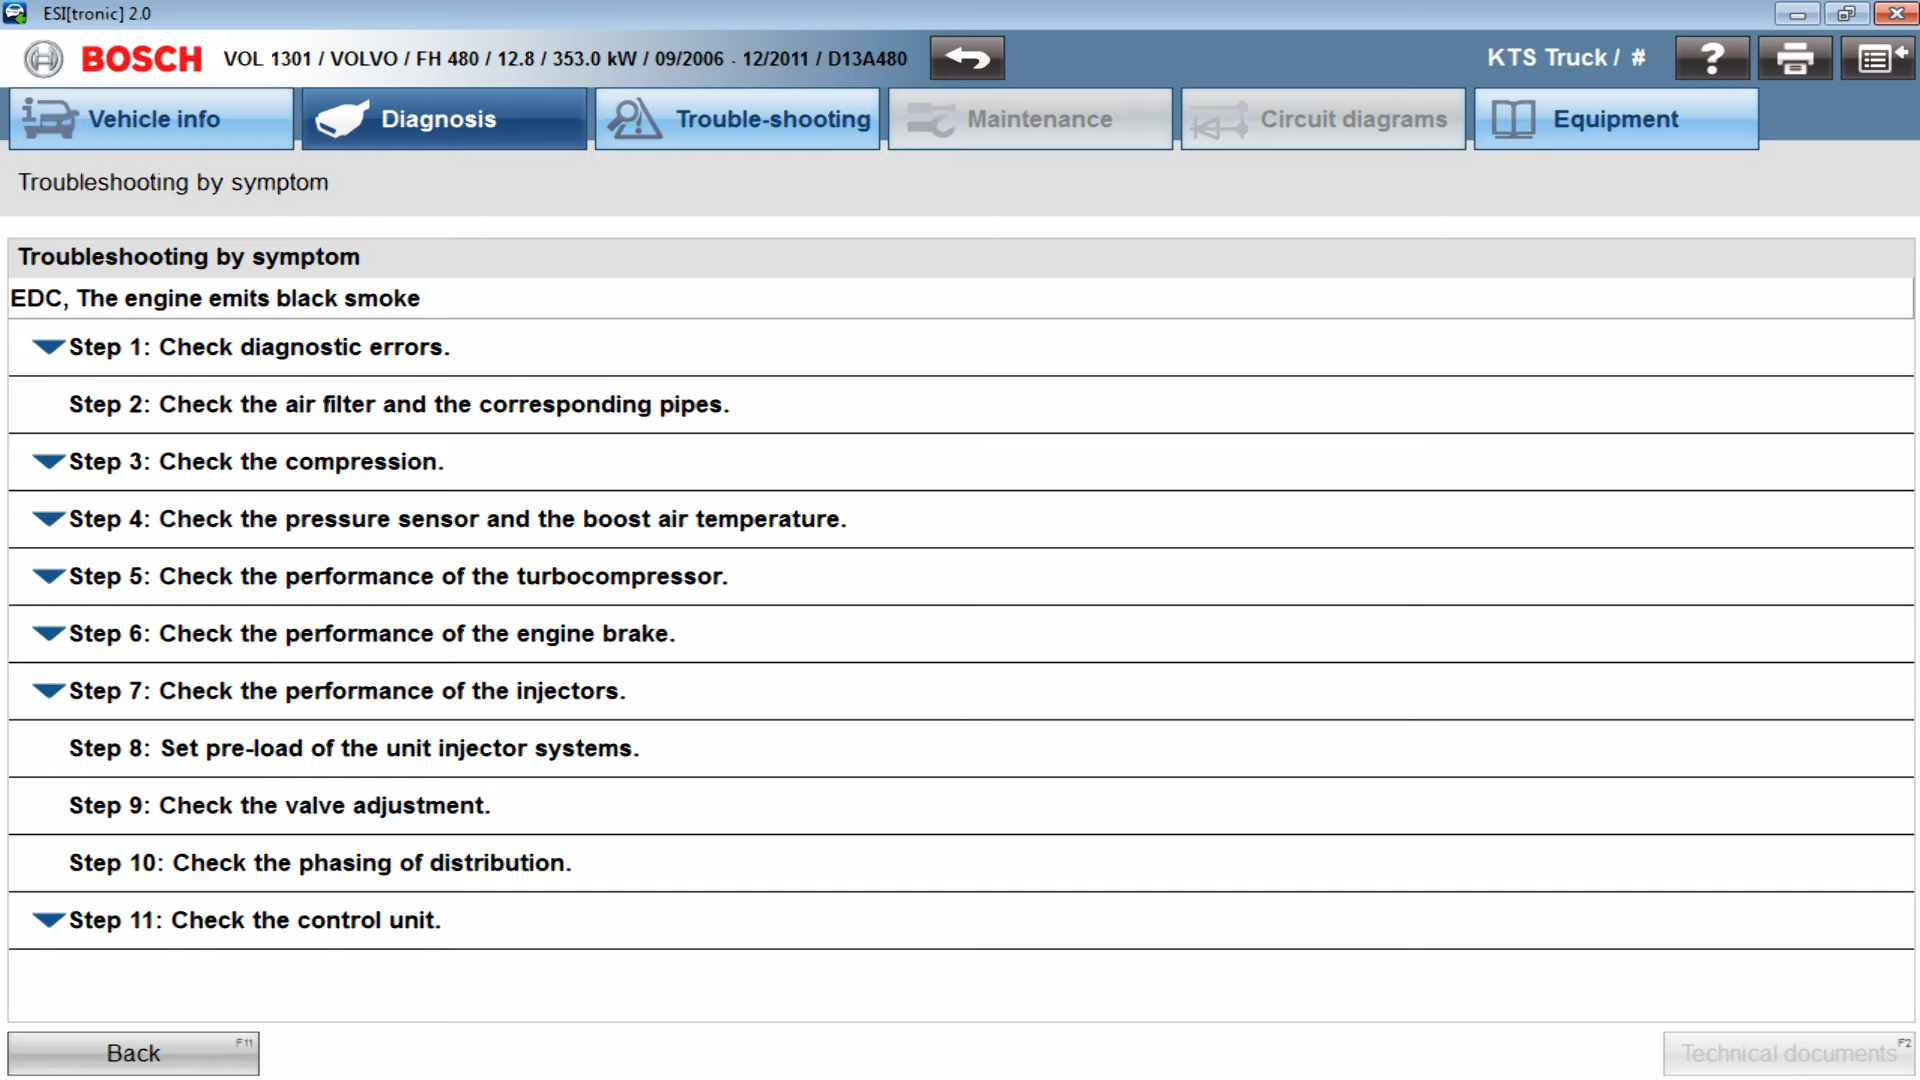 ESI[tronic] 2.0
BOSCH VOL 1301 / VOLVO / FH 480 / 12.8 / 353.0 kW / 09/2006 - 12/2011 / D13A480 KTS Truck / # ?
Vehicle info Diagnosis Trouble-shooting Maintenance Circuit diagrams Equipment
Troubleshooting by symptom
Troubleshooting by symptom
EDC, The engine emits black smoke
Step 1: Check diagnostic errors.
Step 2: Check the air filter and the corresponding pipes.
Step 3: Check the compression.
Step 4: Check the pressure sensor and the boost air temperature.
Step 5: Check the performance of the turbocompressor.
Step 6: Check the performance of the engine brake.
Step 7: Check the performance of the injectors.
Step 8: Set pre-load of the unit injector systems.
Step 9: Check the valve adjustment.
Step 10: Check the phasing of distribution.
Step 11: Check the control unit.
Back F11 Technical documents F2